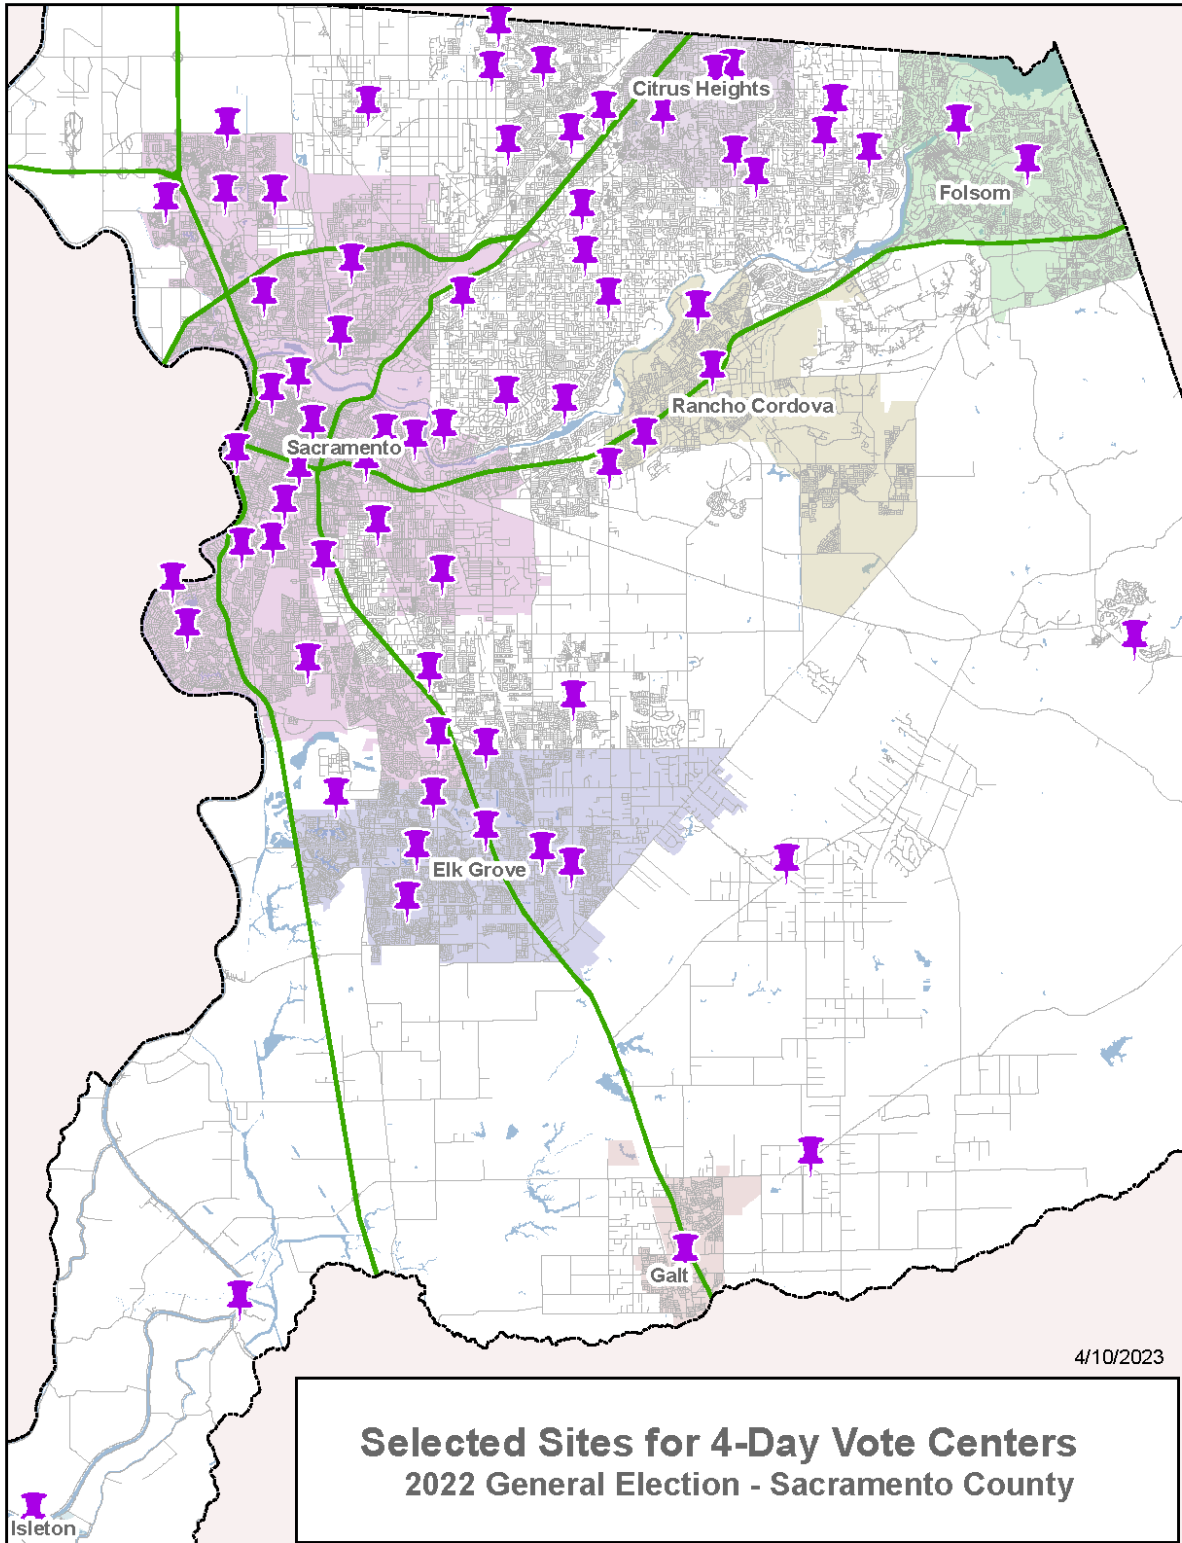 Citrus Heights
Folsom
Rancho Cordova
Sacramento
Elk Grove
Galt
4/10/2023
Selected Sites for 4-Day Vote Centers
2022 General Election - Sacramento County
Isleton